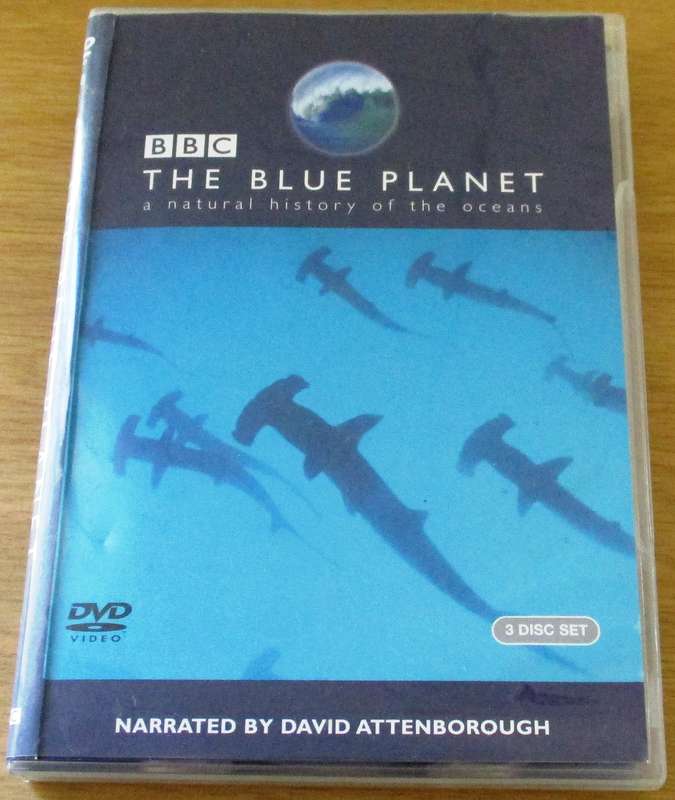 BBC
THE BLUE PLANET
a natural history of the oceans
DVD
VIDEO
3 DISC SET
NARRATED BY DAVID ATTENBOROUGH